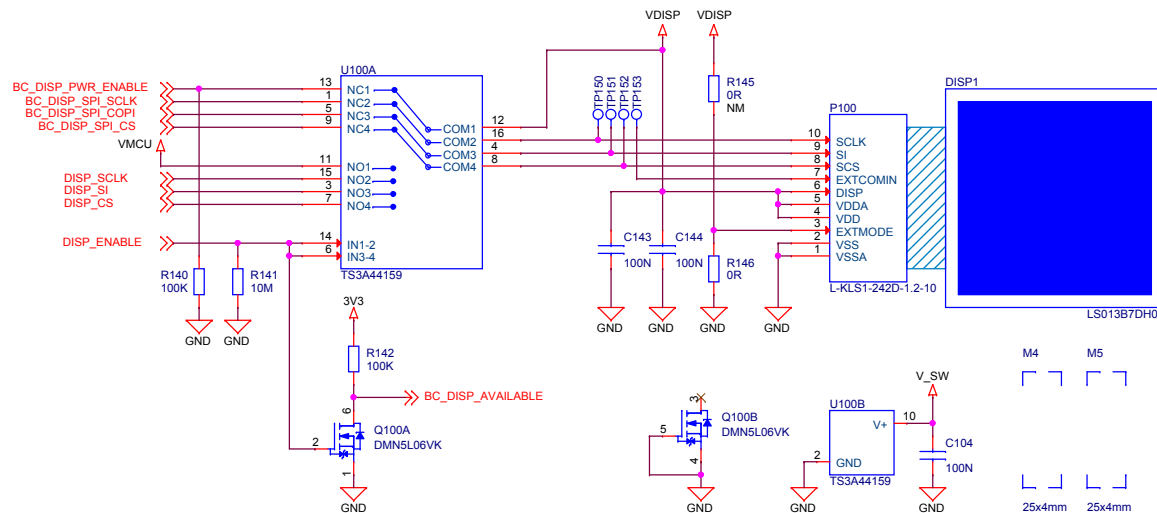 VDISP VDISP
U100A DISP1
BC_DISP_PWR_ENABLE 13 NC1
BC_DISP_SPI_SCLK 1 NC2
BC_DISP_SPI_COPI 5 NC3
BC_DISP_SPI_CS 9 NC4
COM1 12
COM2 16
COM3 4
COM4 8
TP150 TP151 TP152 TP153
R145
0R
NM
P100
VMCU
11 NO1
DISP_SCLK 15 NO2
DISP_SI 3 NO3
DISP_CS 7 NO4
DISP_ENABLE 14 IN1-2
6 IN3-4
TS3A44159
10 SCLK
9 SI
8 SCS
7 EXTCOMIN
6 DISP
5 VDDA
4 VDD
3 EXTMODE
2 VSS
1 VSSA
L-KLS1-242D-1.2-10
LS013B7DH0
R140
100K
R141
10M
C143
100N
C144
100N
R146
0R
GND GND GND GND GND GND
3V3
R142
100K
BC_DISP_AVAILABLE
6
Q100A
DMN5L06VK
2
1
GND
3
Q100B
DMN5L06VK
5
4
GND
U100B
V+ 10
2 GND
TS3A44159
GND
V_SW
C104
100N
GND
M4 M5
25x4mm 25x4mm